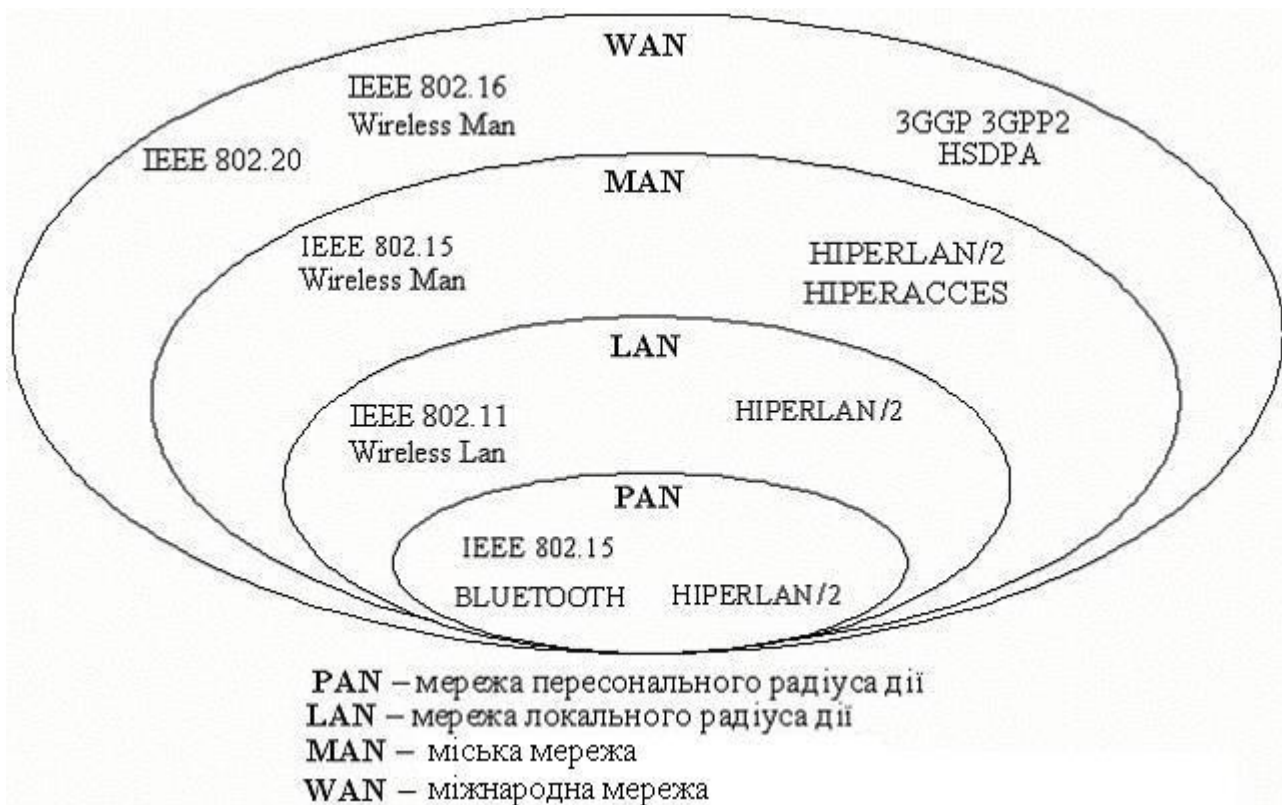 WAN
IEEE 802.16
Wireless Man
3GGP 3GPP2
HSDPA
IEEE 802.20
MAN
IEEE 802.15
Wireless Man
HIPERLAN/2
HIPERACCES
LAN
IEEE 802.11
Wireless Lan
HIPERLAN/2
PAN
IEEE 802.15
BLUETOOTH HIPERLAN/2
PAN – мережа пересонального радіуса дії
LAN – мережа локального радіуса дії
MAN – міська мережа
WAN – міжнародна мережа